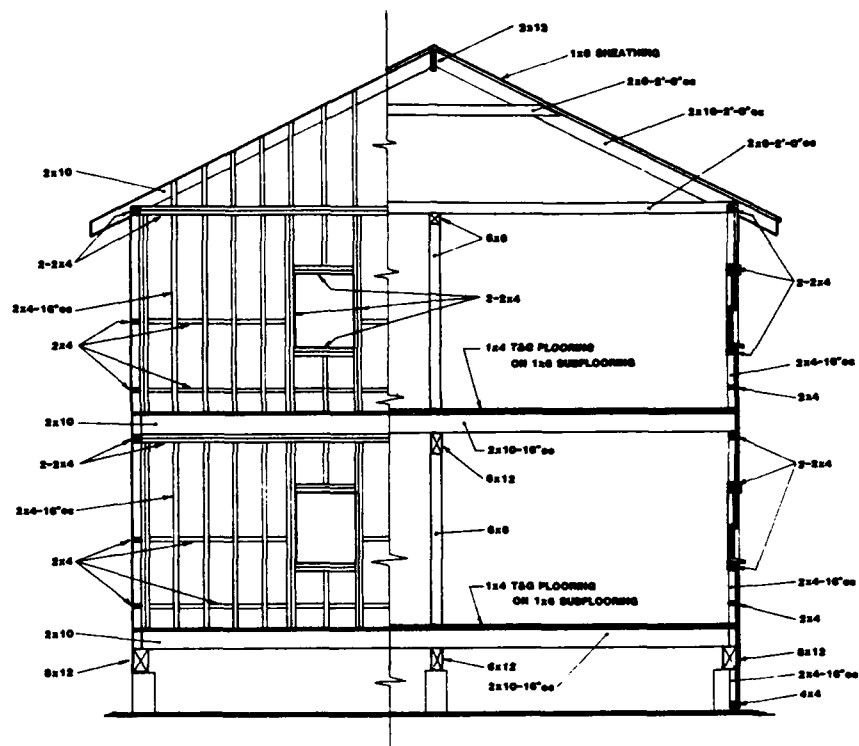 2x12
1x6 SHEATHING
2x6-2'-0"oc
2x10-2'-0"oc
2x8-2'-0"oc
2x10
6x6
2-2x4
2-2x4
2-2x4
2x4-16"oc
1x4 T&G FLOORING
ON 1x6 SUBFLOORING
2x4
2x4-16"oc
2x4
2x10
2x10-16"oc
2-2x4
2-2x4
6x12
2x4-16"oc
6x6
2x4
1x4 T&G FLOORING
ON 1x6 SUBFLOORING
2x4-16"oc
2x4
2x10
6x12
6x12
2x10-16"oc
2x4-16"oc
4x4